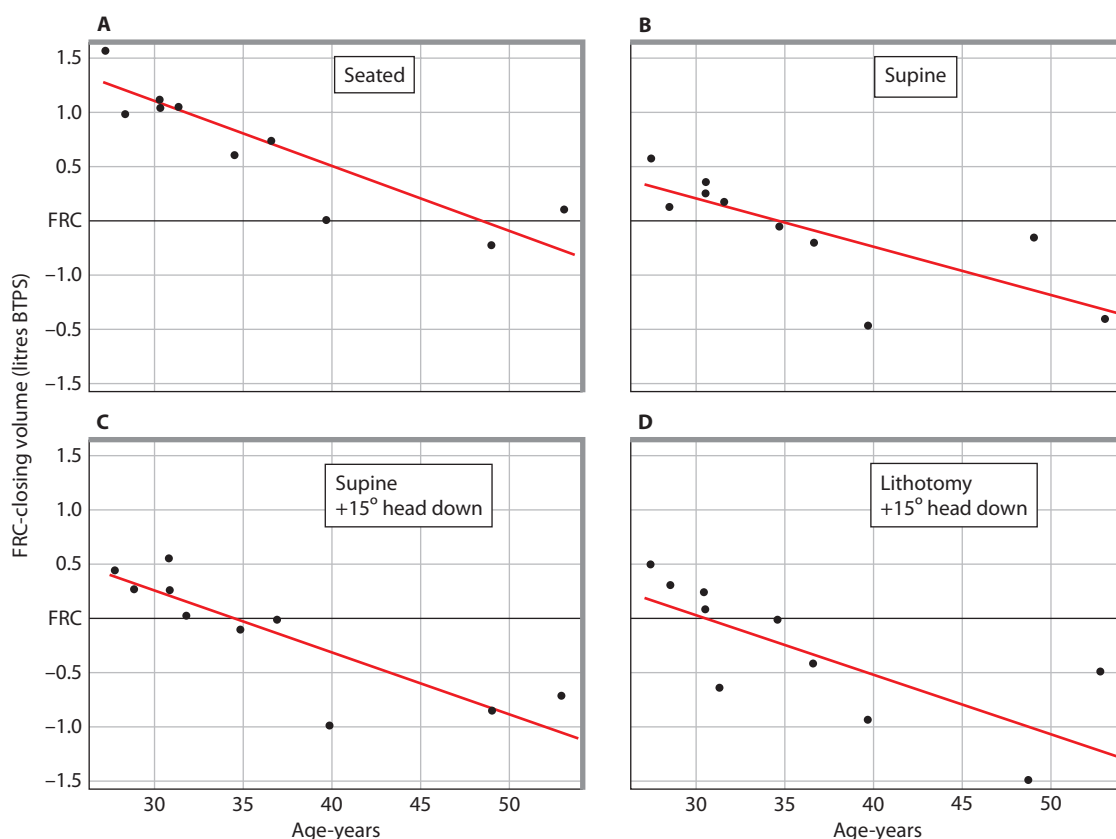 A
B
1.5
1.0
0.5
FRC
−1.0
−0.5
−1.5
Seated
Supine
C
D
1.5
1.0
0.5
FRC
−0.5
−1.0
−1.5
Supine
+15° head down
Lithotomy
+15° head down
30 35 40 45 50
30 35 40 45 50
Age-years
Age-years
FRC-closing volume (litres BTPS)